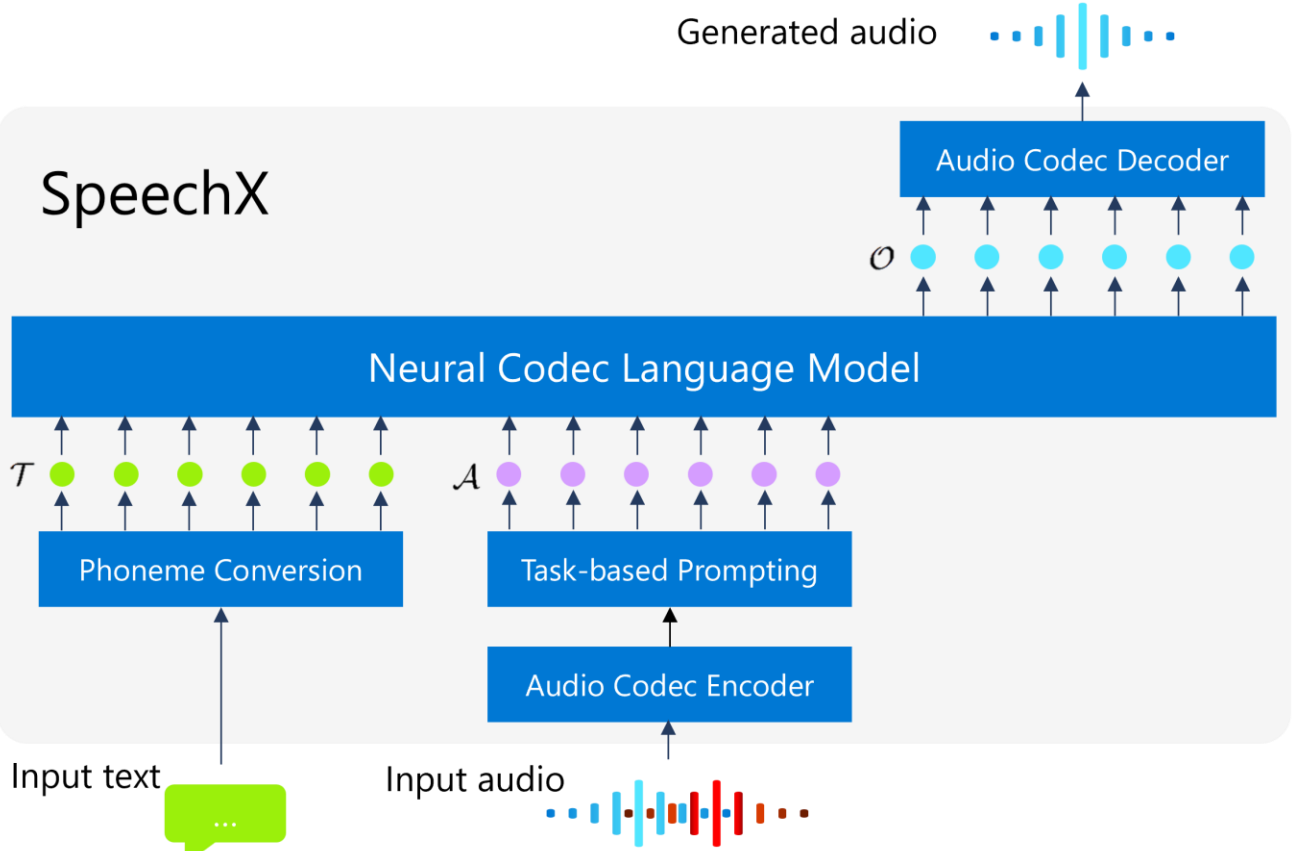 Generated audio
SpeechX
Audio Codec Decoder
𝒪
Neural Codec Language Model
𝒯
𝒜
Phoneme Conversion
Task-based Prompting
Audio Codec Encoder
Input text
Input audio
...